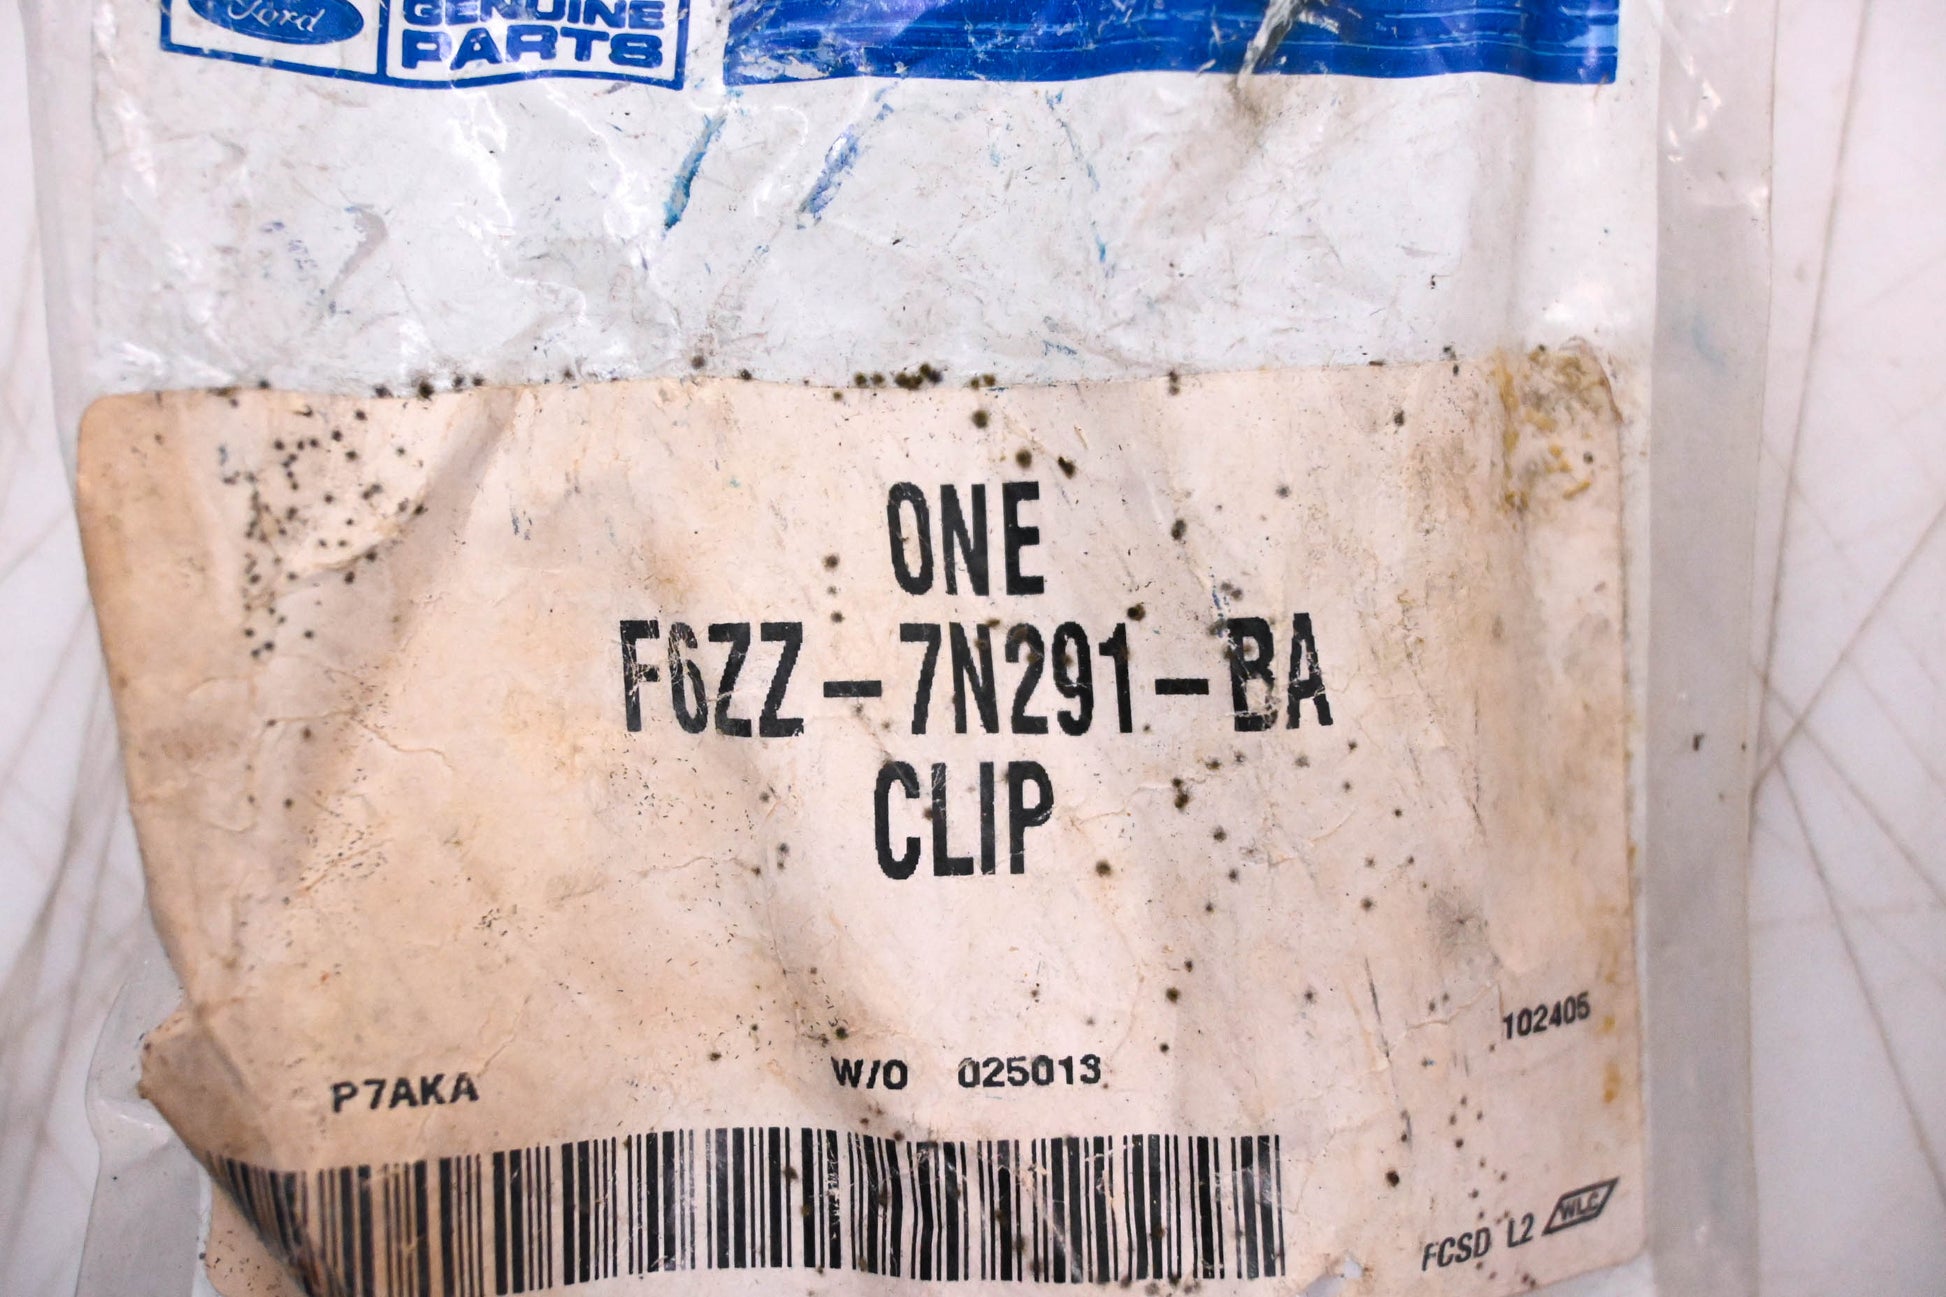 Ford
GENUINE
PARTS
ONE
F6ZZ-7N291-BA
CLIP
102405
P7AKA W/O 025013
FCSD L2 WLC